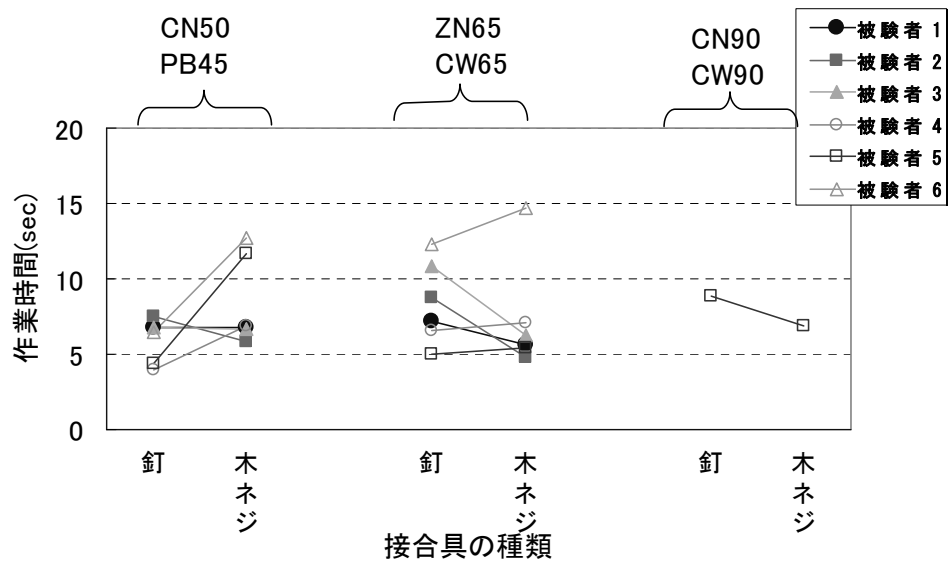 CN50
PB45
ZN65
CW65
CN90
CW90
被験者 1
被験者 2
被験者 3
被験者 4
被験者 5
被験者 6
20
15
10
5
0
作業時間(sec)
釘
木ネジ
釘
木ネジ
釘
木ネジ
接合具の種類